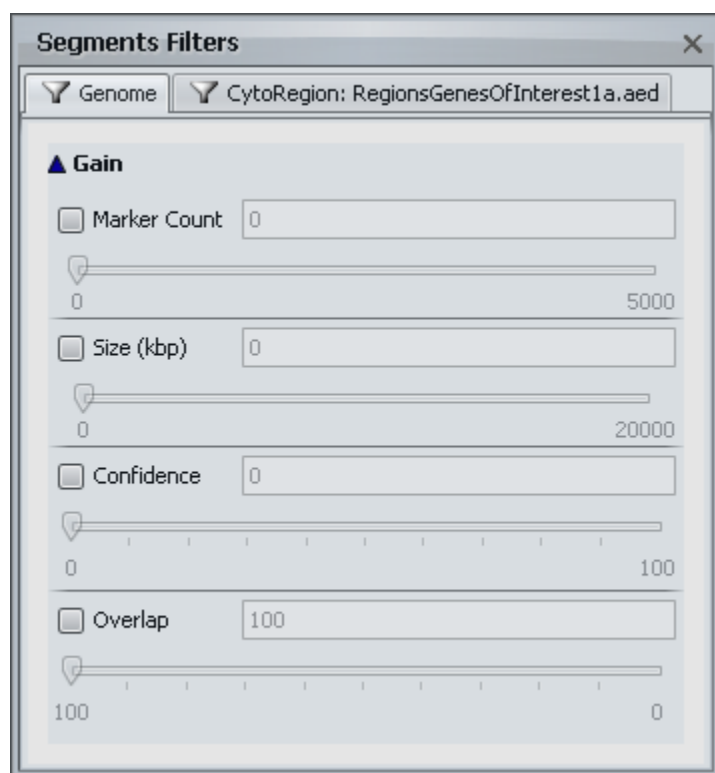 Segments Filters
Genome CytoRegion: RegionsGenesOfInterest1a.aed
Gain
Marker Count 0
0 5000
Size (kbp) 0
0 20000
Confidence 0
0 100
Overlap 100
100 0